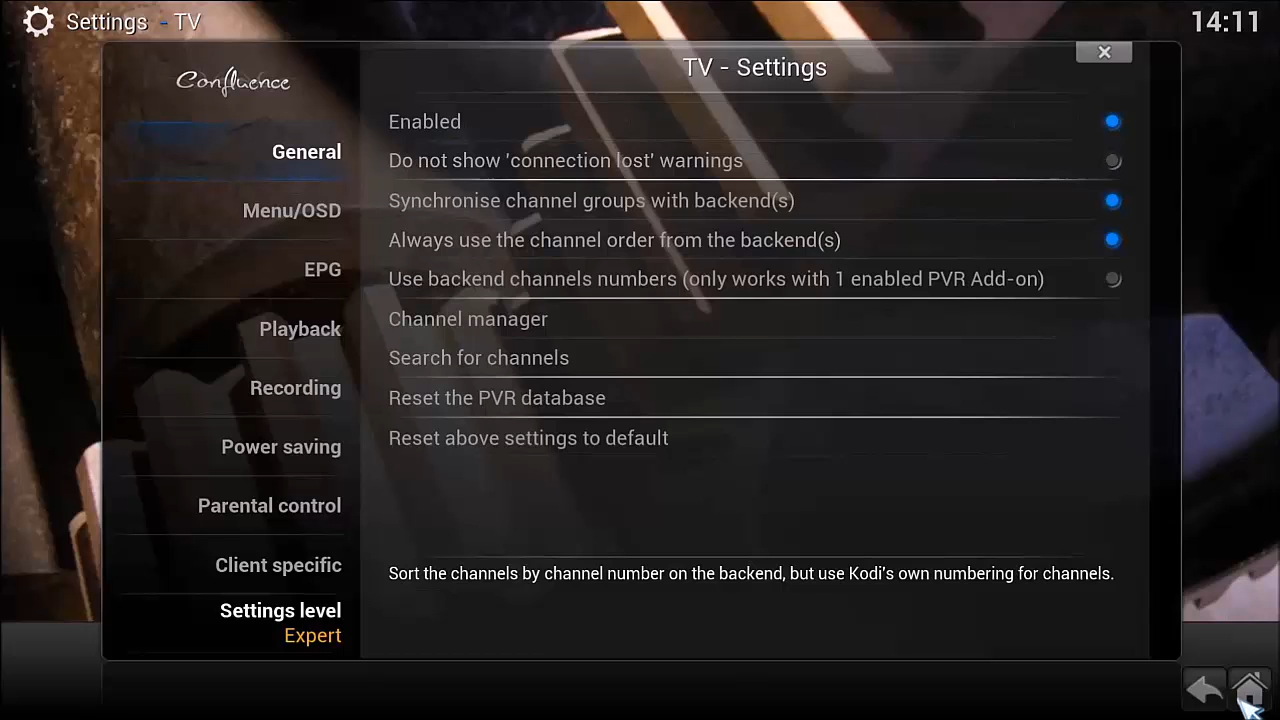 Settings - TV
14:11
Confluence
TV - Settings
General
Menu/OSD
EPG
Playback
Recording
Power saving
Parental control
Client specific
Settings level
Expert
Enabled
Do not show 'connection lost' warnings
Synchronise channel groups with backend(s)
Always use the channel order from the backend(s)
Use backend channels numbers (only works with 1 enabled PVR Add-on)
Channel manager
Search for channels
Reset the PVR database
Reset above settings to default
Sort the channels by channel number on the backend, but use Kodi's own numbering for channels.